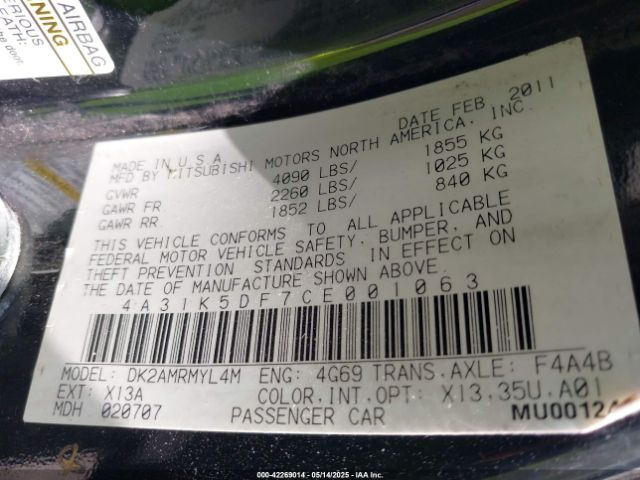 AIRBAG
WARNING
SERIOUS
DATE FEB. 2011
MADE IN U.S.A.
MFD BY MITSUBISHI MOTORS NORTH AMERICA, INC.
GVWR 4090 LBS/ 1855 KG
GAWR FR 2260 LBS/ 1025 KG
GAWR RR. 1852 LBS/ 840 KG
THIS VEHICLE CONFORMS TO ALL APPLICABLE
FEDERAL MOTOR VEHICLE SAFETY, BUMPER, AND
THEFT PREVENTION STANDARDS IN EFFECT ON
THE DATE OF MANUFACTURE SHOWN ABOVE.
4A31K5DF7CE001063
MODEL: DK2AMRMYL4M ENG: 4G69 TRANS.AXLE: F4A4B
EXT: X13A COLOR.INT.OPT: X13.35U.A01
MDH 020707 PASSENGER CAR MU00124
000-42269014 - 05/14/2025 - IAA Inc.